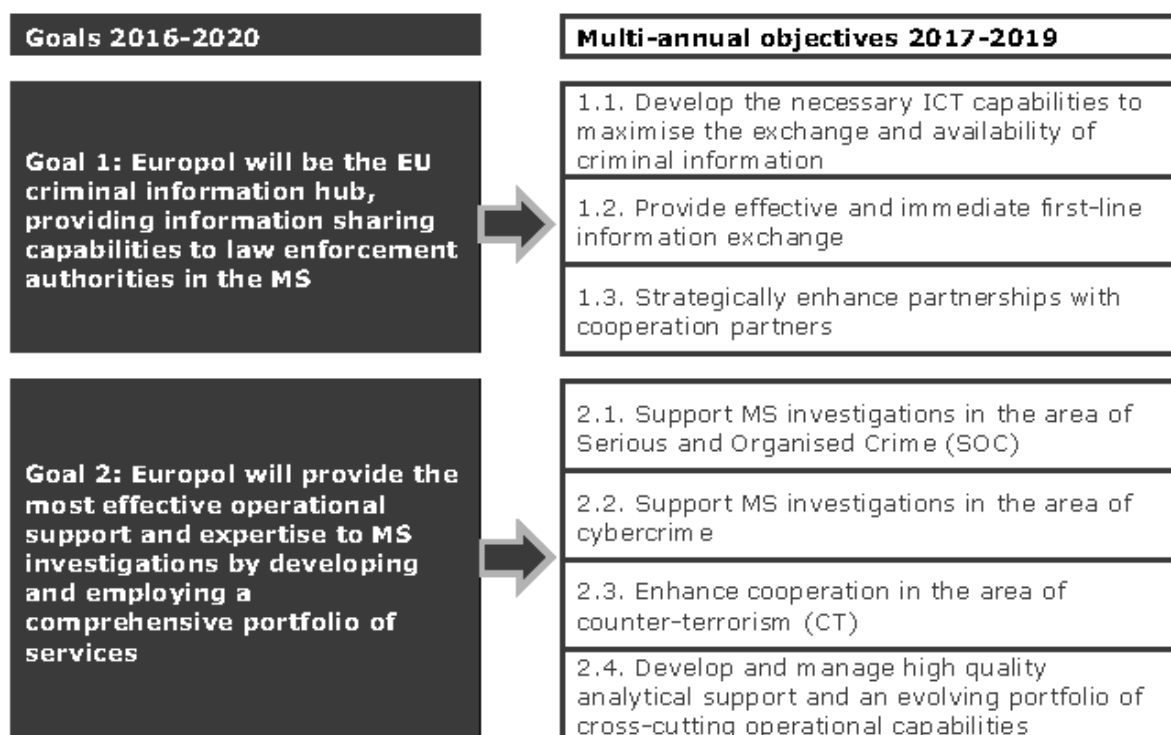 Goals 2016-2020
Multi-annual objectives 2017-2019
Goal 1: Europol will be the EU
criminal information hub,
providing information sharing
capabilities to law enforcement
authorities in the MS
1.1. Develop the necessary ICT capabilities to
maximise the exchange and availability of
criminal information
1.2. Provide effective and immediate first-line
information exchange
1.3. Strategically enhance partnerships with
cooperation partners
Goal 2: Europol will provide the
most effective operational
support and expertise to MS
investigations by developing
and employing a
comprehensive portfolio of
services
2.1. Support MS investigations in the area of
Serious and Organised Crime (SOC)
2.2. Support MS investigations in the area of
cybercrime
2.3. Enhance cooperation in the area of
counter-terrorism (CT)
2.4. Develop and manage high quality
analytical support and an evolving portfolio of
cross-cutting operational capabilities